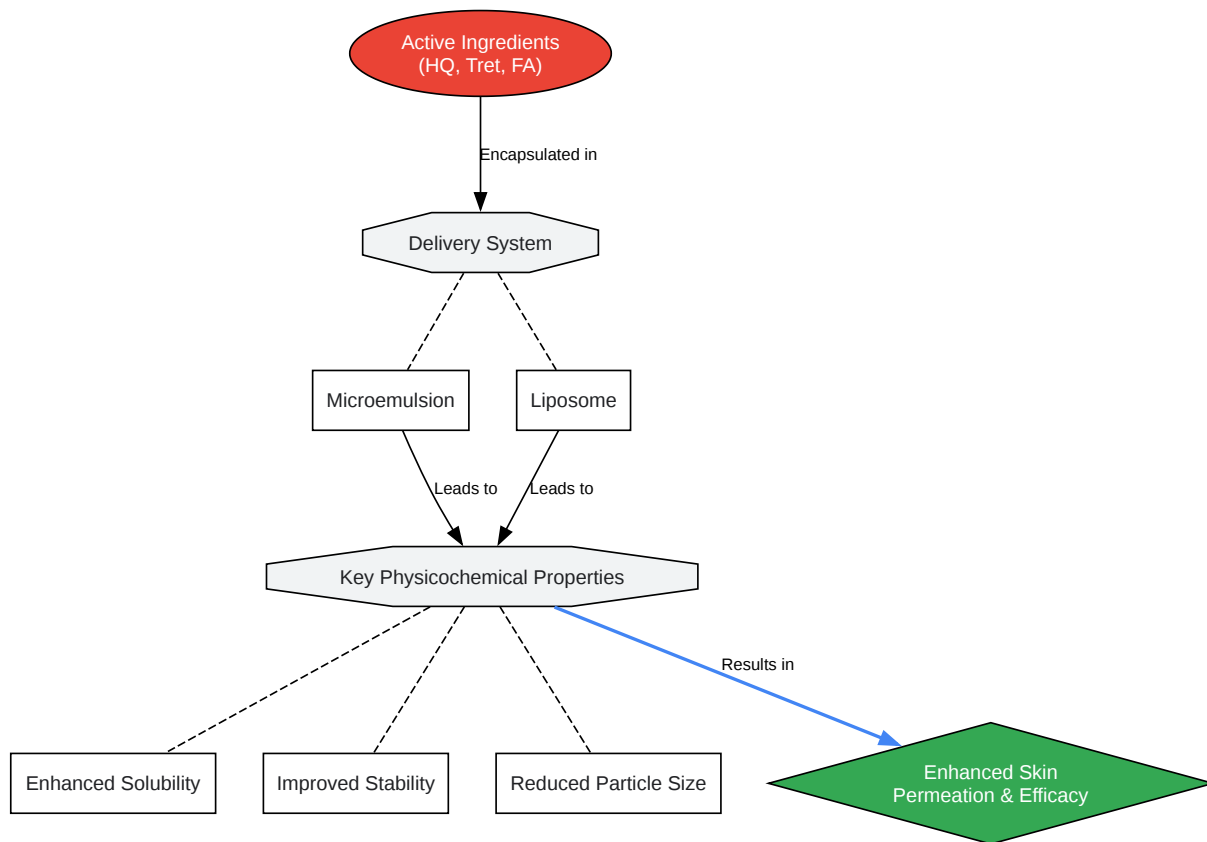 Active Ingredients
(HQ, Tret, FA)
Encapsulated in
Delivery System
Microemulsion
Liposome
Leads to
Leads to
Key Physicochemical Properties
Results in
Enhanced Solubility
Improved Stability
Reduced Particle Size
Enhanced Skin
Permeation & Efficacy